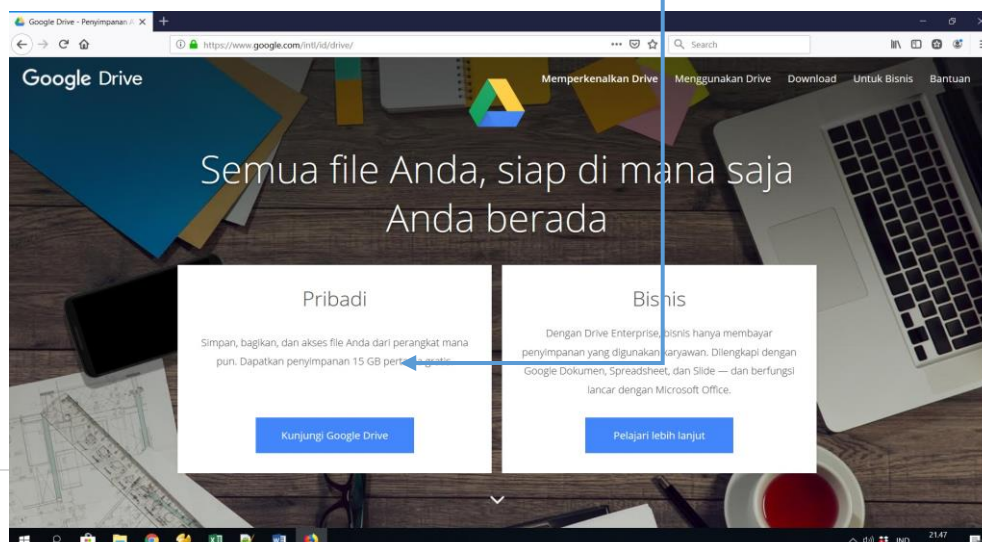 Google Drive - Penyimpanan
https://www.google.com/intl/id/drive/
Search
Google Drive
Memperkenalkan Drive Menggunakan Drive Download Untuk Bisnis Bantuan
Semua file Anda, siap di mana saja
Anda berada
Pribadi
Simpan, bagikan, dan akses file Anda dari perangkat mana
pun. Dapatkan penyimpanan 15 GB pertama gratis.
Kunjungi Google Drive
Bisnis
Dengan Drive Enterprise, bisnis hanya membayar
penyimpanan yang digunakan karyawan. Dilengkapi dengan
Google Dokumen, Spreadsheet, dan Slide — dan berfungsi
lancar dengan Microsoft Office.
Pelajari lebih lanjut
IND
21.47